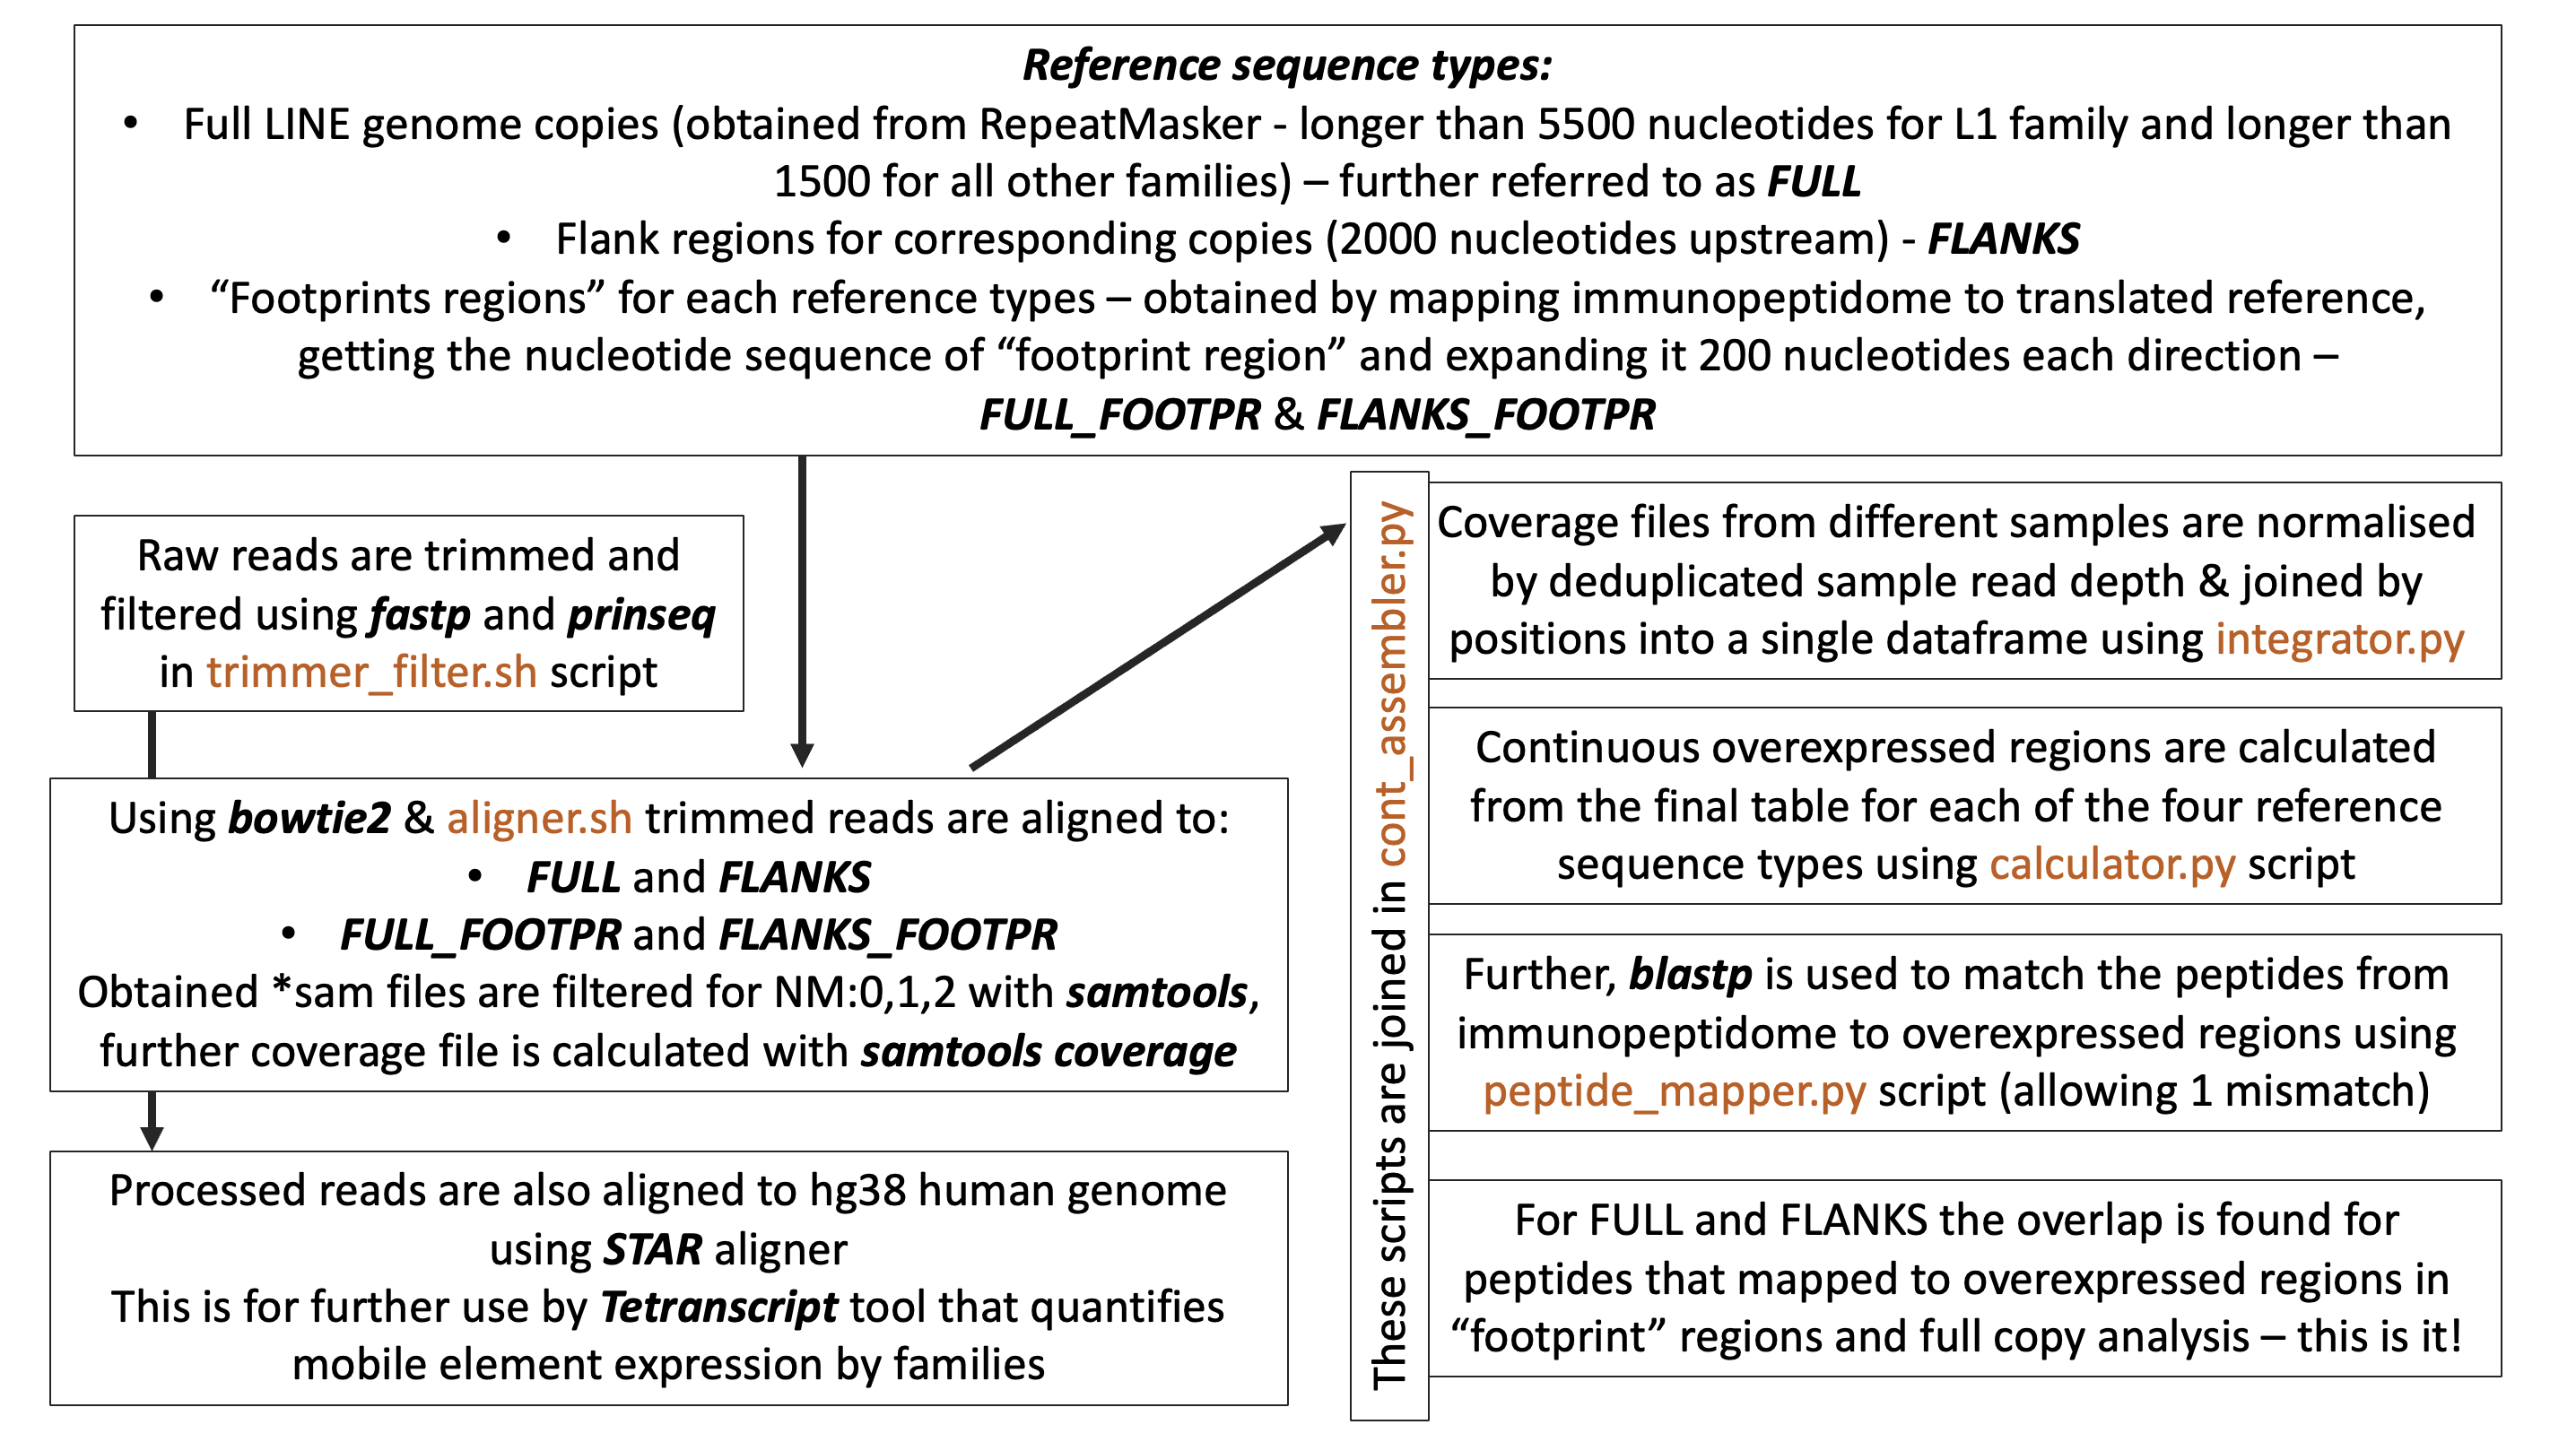 Reference sequence types:
• Full LINE genome copies (obtained from RepeatMasker - longer than 5500 nucleotides for L1 family and longer than
1500 for all other families) – further referred to as FULL
• Flank regions for corresponding copies (2000 nucleotides upstream) - FLANKS
• “Footprints regions” for each reference types – obtained by mapping immunopeptidome to translated reference,
getting the nucleotide sequence of “footprint region” and expanding it 200 nucleotides each direction –
FULL_FOOTPR & FLANKS_FOOTPR
Raw reads are trimmed and
filtered using fastp and prinseq
in trimmer_filter.sh script
Using bowtie2 & aligner.sh trimmed reads are aligned to:
• FULL and FLANKS
• FULL_FOOTPR and FLANKS_FOOTPR
Obtained *sam files are filtered for NM:0,1,2 with samtools,
further coverage file is calculated with samtools coverage
Processed reads are also aligned to hg38 human genome
using STAR aligner
This is for further use by Tetranscript tool that quantifies
mobile element expression by families
These scripts are joined in cont_assembler.py
Coverage files from different samples are normalised
by deduplicated sample read depth & joined by
positions into a single dataframe using integrator.py
Continuous overexpressed regions are calculated
from the final table for each of the four reference
sequence types using calculator.py script
Further, blastp is used to match the peptides from
immunopeptidome to overexpressed regions using
peptide_mapper.py script (allowing 1 mismatch)
For FULL and FLANKS the overlap is found for
peptides that mapped to overexpressed regions in
“footprint” regions and full copy analysis – this is it!